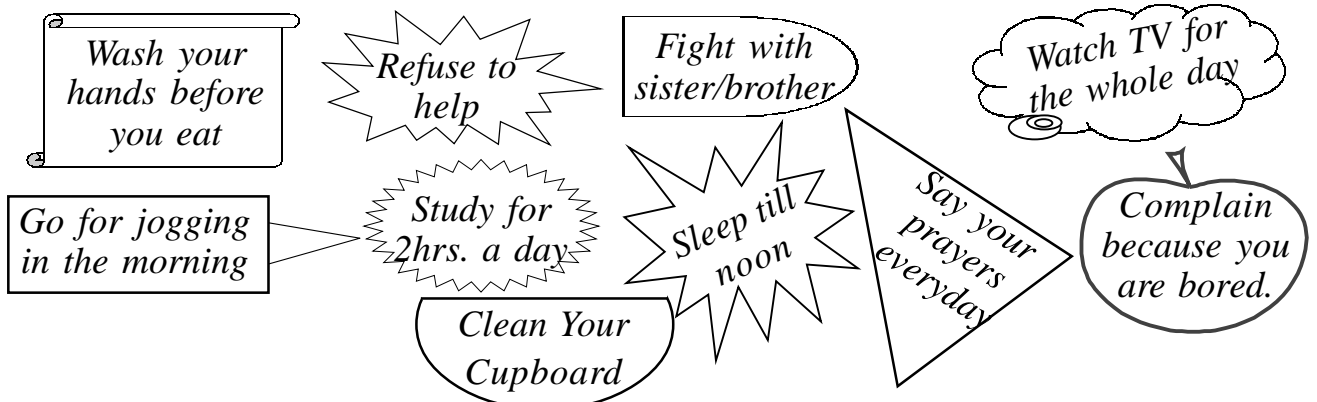 Wash your
hands before
you eat
Refuse to
help
Fight with
sister/brother
Watch TV for
the whole day
Go for jogging
in the morning
Study for
2hrs. a day
Sleep till
noon
Say your
prayers
everyday
Complain
because you
are bored.
Clean Your
Cupboard